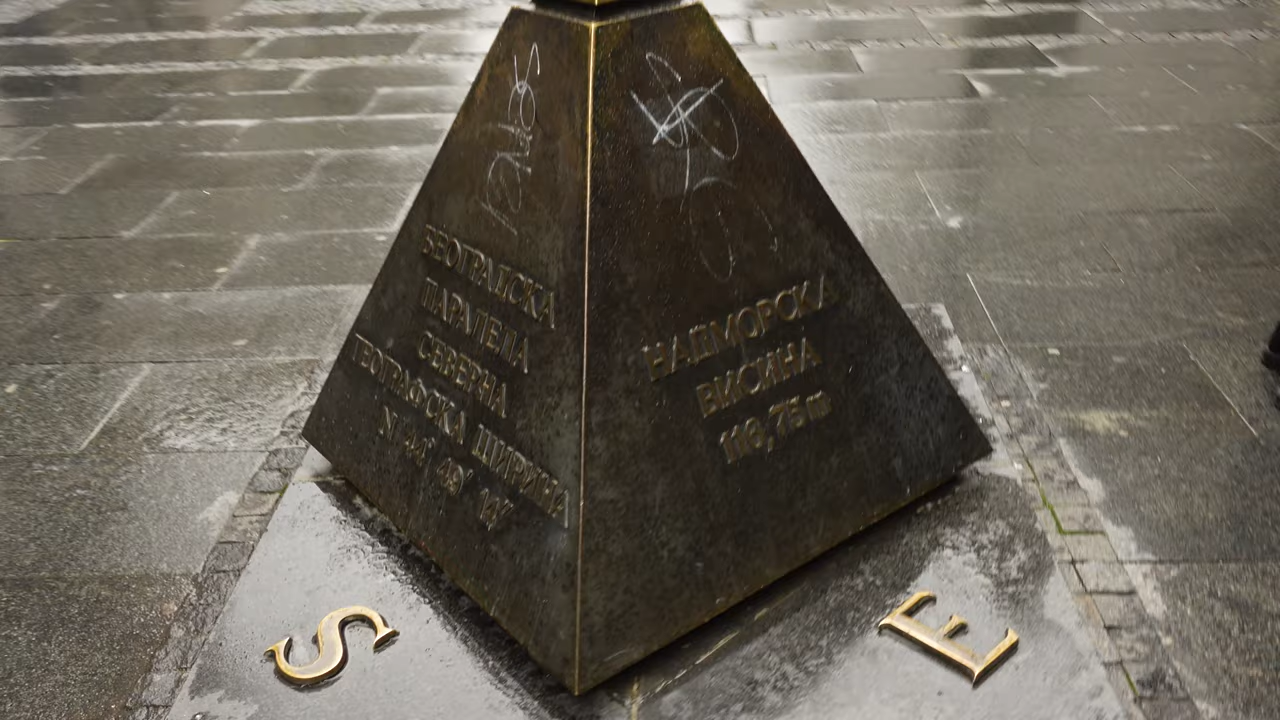 БЕОГРАДСКА
ПАРАЛЕЛА
СЕВЕРНА
ГЕОГРАФСКА ШИРИНА
N 44° 49' 14"
НАДМОРСКА
ВИСИНА
116,75 m
S
E